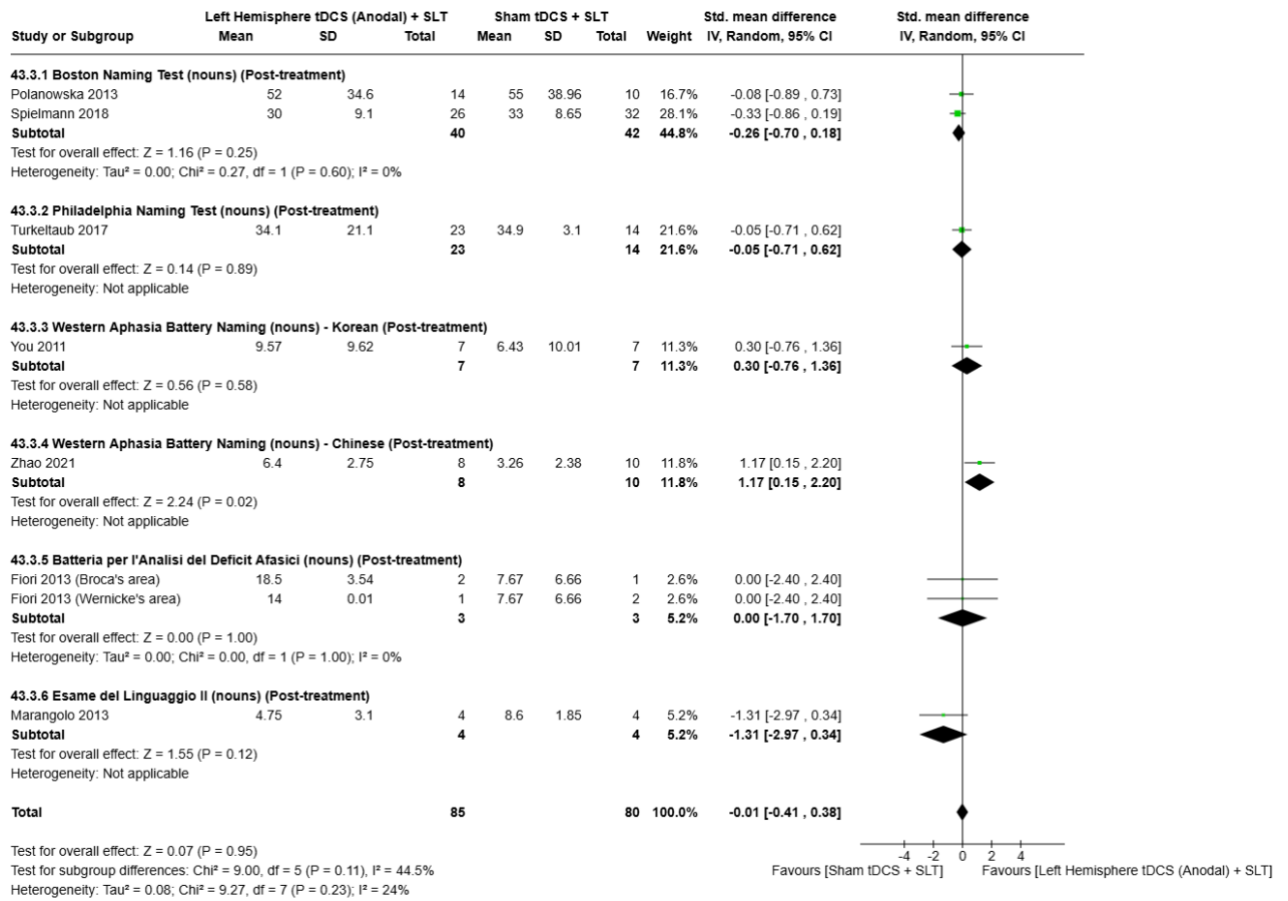 Left Hemisphere tDCS (Anodal) + SLT Sham tDCS + SLT Std. mean difference Std. mean difference
Study or Subgroup Mean SD Total Mean SD Total Weight IV, Random, 95% CI IV, Random, 95% CI
43.3.1 Boston Naming Test (nouns) (Post-treatment)
Polanowska 2013 52 34.6 14 55 38.96 10 16.7% -0.08 [-0.89 , 0.73]
Spielmann 2018 30 9.1 26 33 8.65 32 28.1% -0.33 [-0.86 , 0.19]
Subtotal 40 42 44.8% -0.26 [-0.70 , 0.18]
Test for overall effect: Z = 1.16 (P = 0.25)
Heterogeneity: Tau² = 0.00; Chi² = 0.27, df = 1 (P = 0.60); I² = 0%
43.3.2 Philadelphia Naming Test (nouns) (Post-treatment)
Turkeltaub 2017 34.1 21.1 23 34.9 3.1 14 21.6% -0.05 [-0.71 , 0.62]
Subtotal 23 14 21.6% -0.05 [-0.71 , 0.62]
Test for overall effect: Z = 0.14 (P = 0.89)
Heterogeneity: Not applicable
43.3.3 Western Aphasia Battery Naming (nouns) - Korean (Post-treatment)
You 2011 9.57 9.62 7 6.43 10.01 7 11.3% 0.30 [-0.76 , 1.36]
Subtotal 7 7 11.3% 0.30 [-0.76 , 1.36]
Test for overall effect: Z = 0.56 (P = 0.58)
Heterogeneity: Not applicable
43.3.4 Western Aphasia Battery Naming (nouns) - Chinese (Post-treatment)
Zhao 2021 6.4 2.75 8 3.26 2.38 10 11.8% 1.17 [0.15 , 2.20]
Subtotal 8 10 11.8% 1.17 [0.15 , 2.20]
Test for overall effect: Z = 2.24 (P = 0.02)
Heterogeneity: Not applicable
43.3.5 Batteria per l'Analisi del Deficit Afasici (nouns) (Post-treatment)
Fiori 2013 (Broca's area) 18.5 3.54 2 7.67 6.66 1 2.6% 0.00 [-2.40 , 2.40]
Fiori 2013 (Wernicke's area) 14 0.01 1 7.67 6.66 2 2.6% 0.00 [-2.40 , 2.40]
Subtotal 3 3 5.2% 0.00 [-1.70 , 1.70]
Test for overall effect: Z = 0.00 (P = 1.00)
Heterogeneity: Tau² = 0.00; Chi² = 0.00, df = 1 (P = 1.00); I² = 0%
43.3.6 Esame del Linguaggio II (nouns) (Post-treatment)
Marangolo 2013 4.75 3.1 4 8.6 1.85 4 5.2% -1.31 [-2.97 , 0.34]
Subtotal 4 4 5.2% -1.31 [-2.97 , 0.34]
Test for overall effect: Z = 1.55 (P = 0.12)
Heterogeneity: Not applicable
Total 85 80 100.0% -0.01 [-0.41 , 0.38]
Test for overall effect: Z = 0.07 (P = 0.95)
-4 -2 0 2 4
Test for subgroup differences: Chi² = 9.00, df = 5 (P = 0.11), I² = 44.5%
Favours [Sham tDCS + SLT] Favours [Left Hemisphere tDCS (Anodal) + SLT]
Heterogeneity: Tau² = 0.08; Chi² = 9.27, df = 7 (P = 0.23); I² = 24%